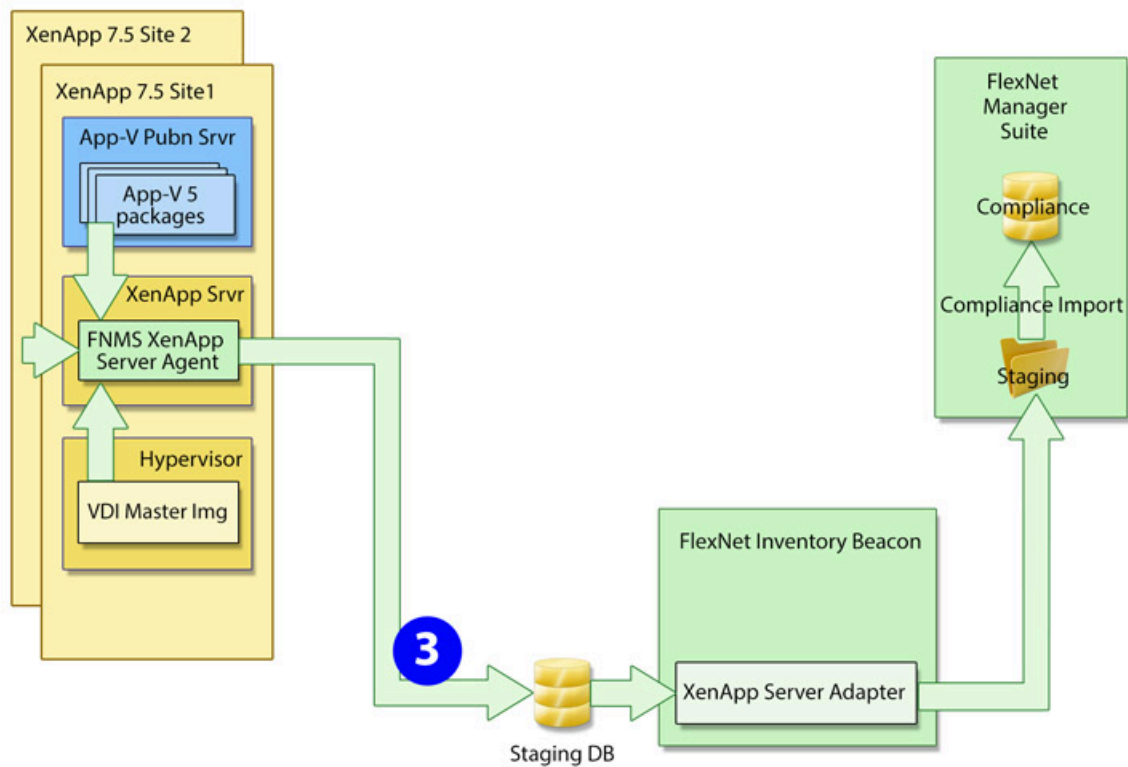 XenApp 7.5 Site 2
XenApp 7.5 Site1
App-V Pubn Srvr
App-V 5
packages
XenApp Srvr
FNMS XenApp
Server Agent
Hypervisor
VDI Master Img
3
Staging DB
FlexNet Inventory Beacon
XenApp Server Adapter
FlexNet
Manager
Suite
Compliance
Compliance Import
Staging